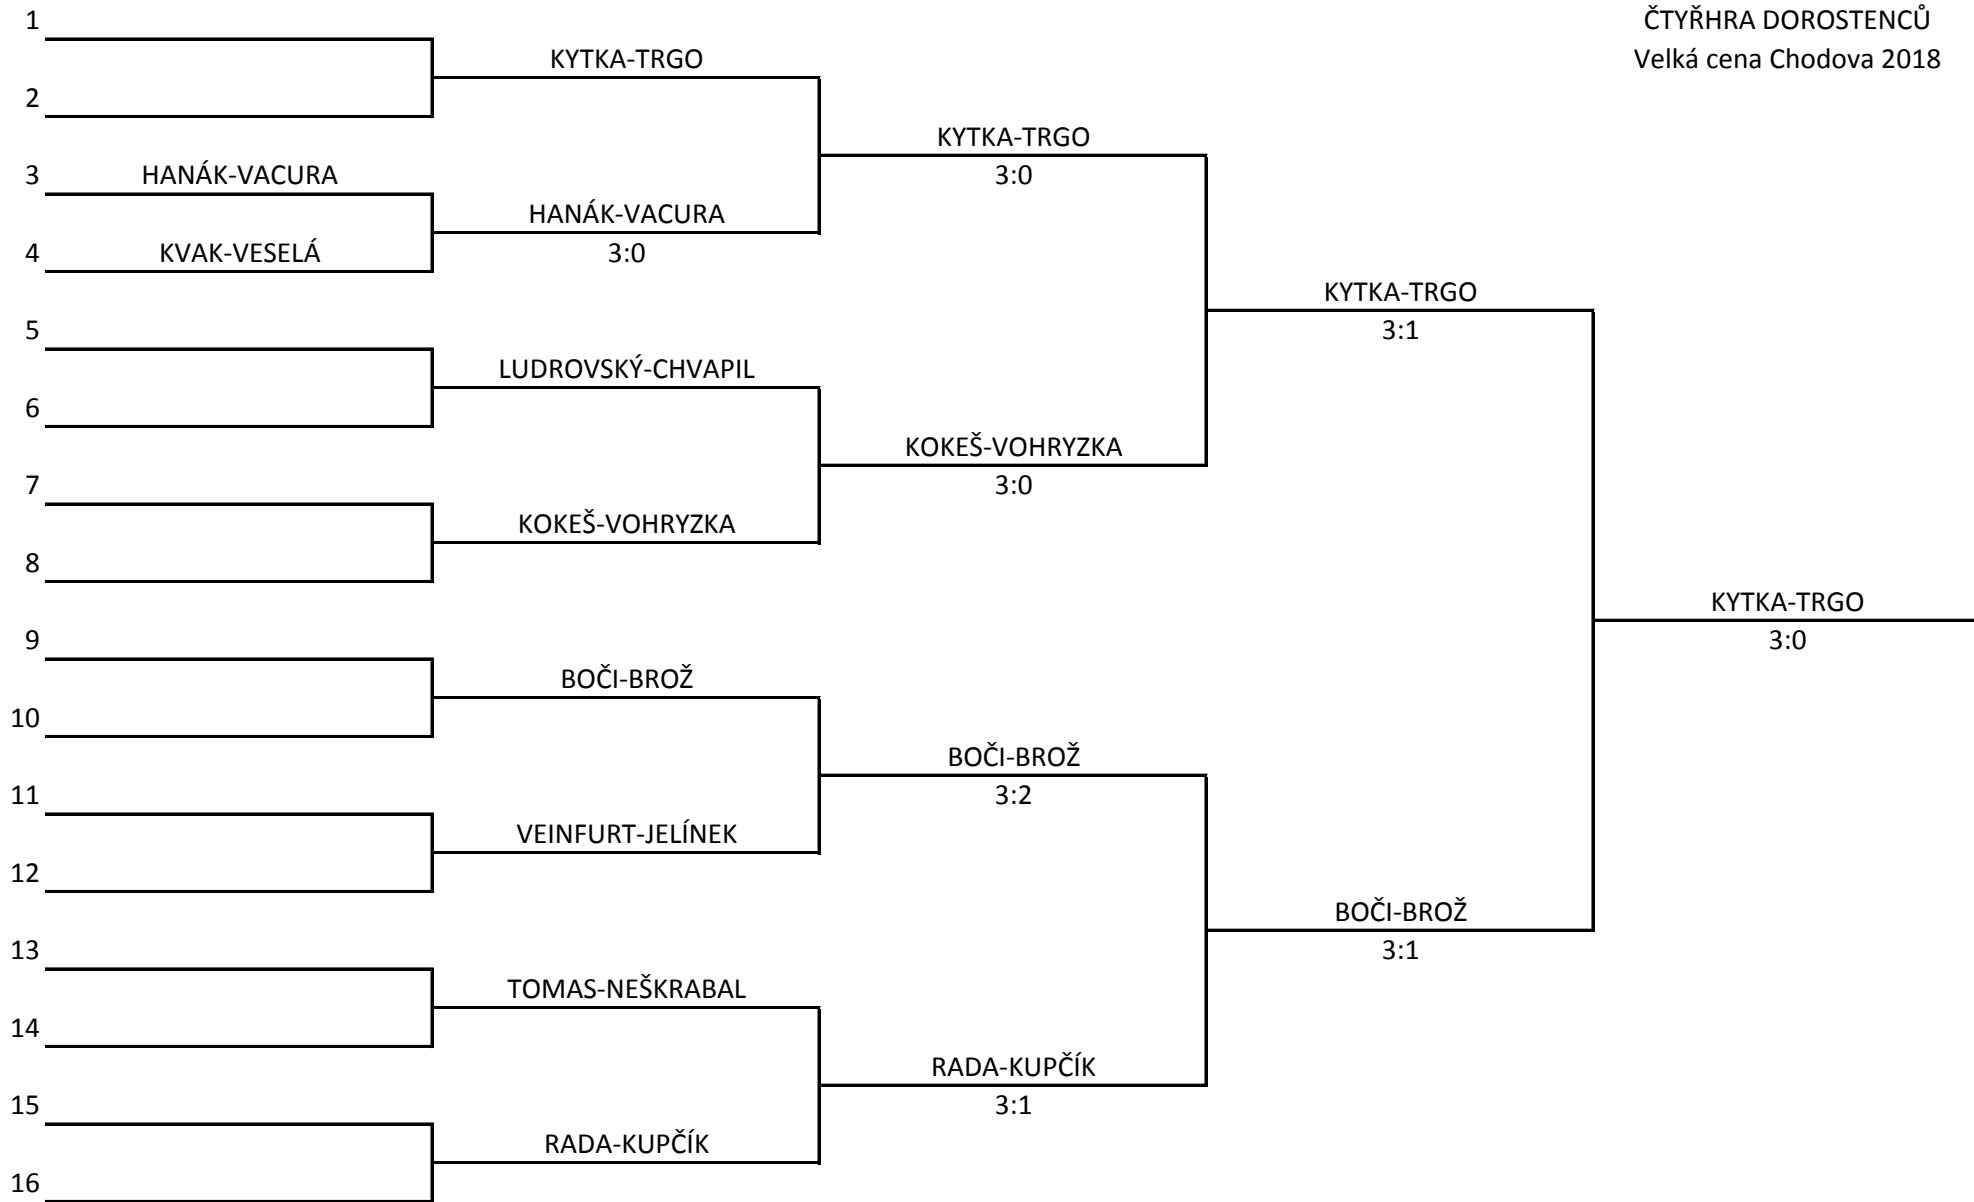 1
ČTYŘHRA DOROSTENCŮ
KYTKA-TRGO
Velká cena Chodova 2018
2
KYTKA-TRGO
3 HANÁK-VACURA
3:0
HANÁK-VACURA
4 KVAK-VESELÁ
3:0
KYTKA-TRGO
5
3:1
LUDROVSKÝ-CHVAPIL
6
KOKEŠ-VOHRYZKA
7
3:0
KOKEŠ-VOHRYZKA
8
KYTKA-TRGO
9
3:0
BOČI-BROŽ
10
BOČI-BROŽ
11
3:2
VEINFURT-JELÍNEK
12
BOČI-BROŽ
13
3:1
TOMAS-NEŠKRABAL
14
RADA-KUPČÍK
15
3:1
RADA-KUPČÍK
16